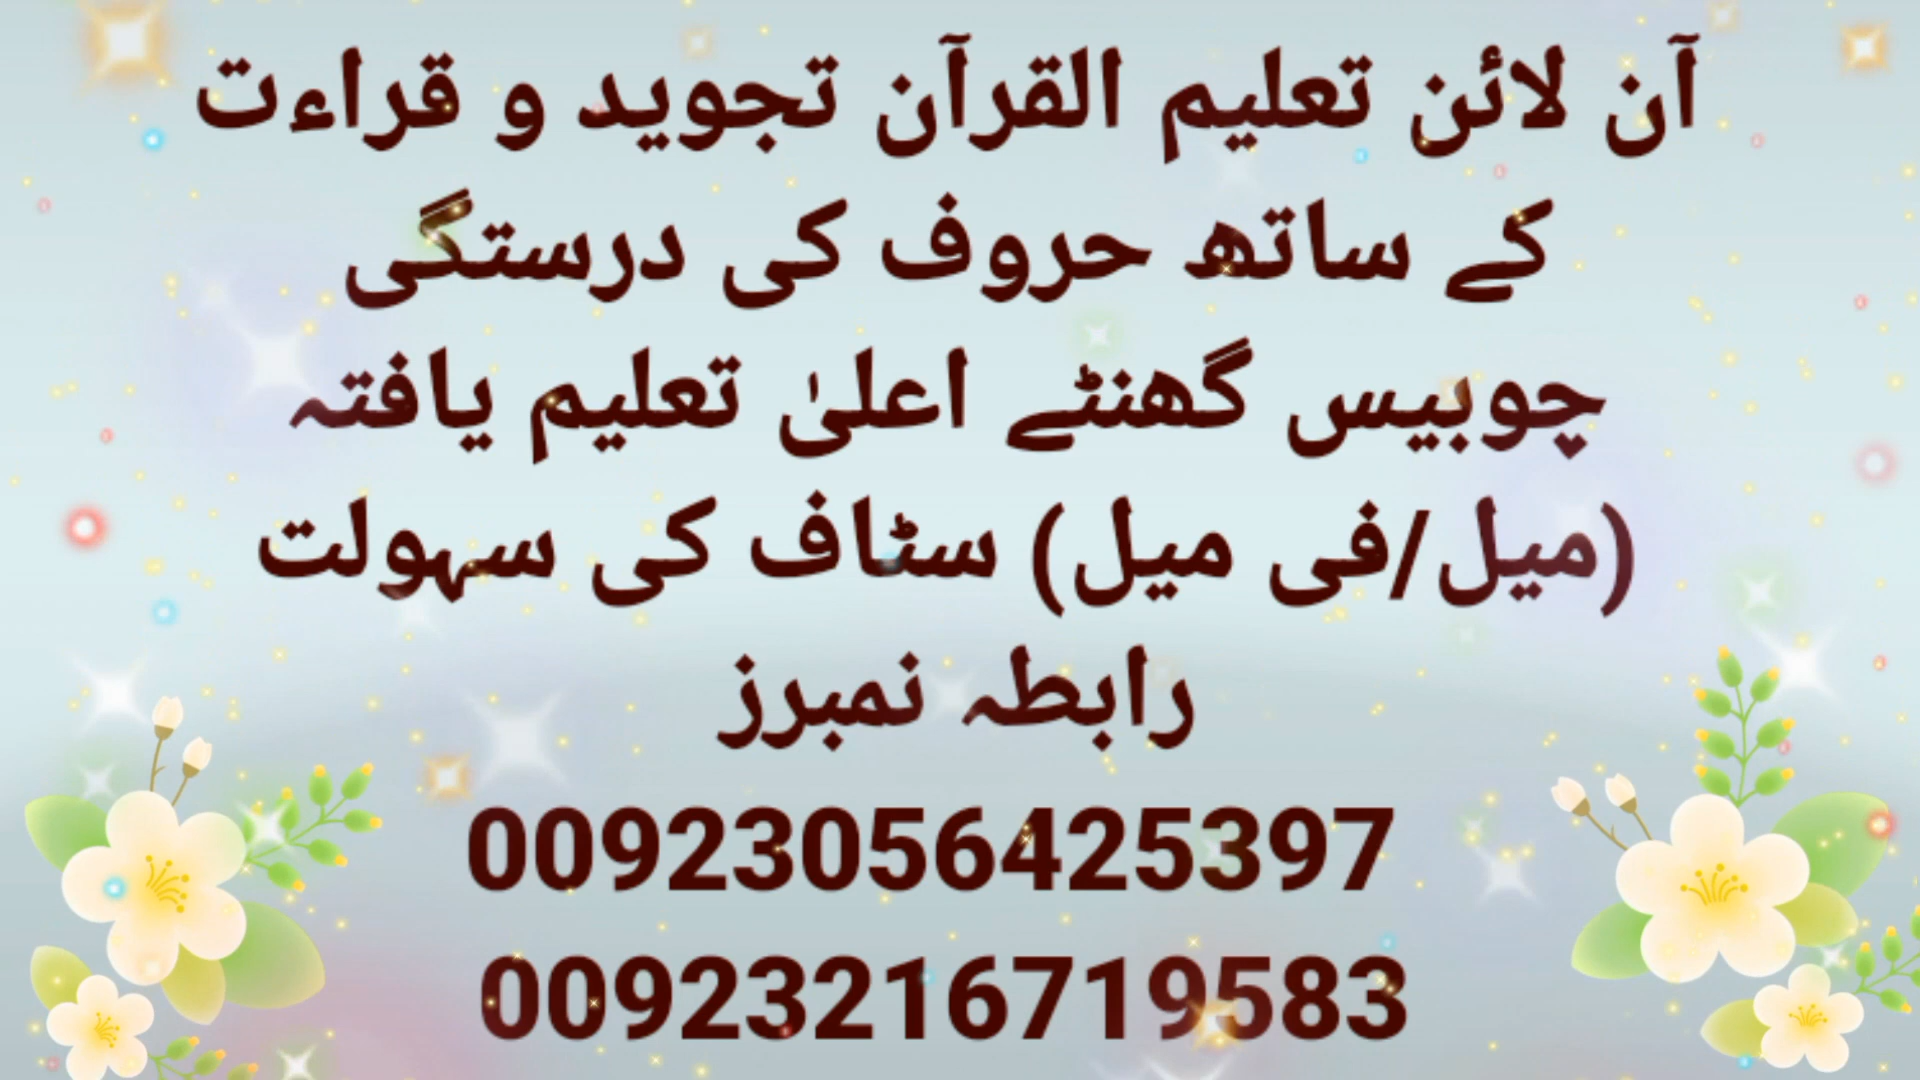 آن لائن تعلیم القرآن تجوید و قراءت
کے ساتھ حروف کی درستگی
چوبیس گھنٹے اعلیٰ تعلیم یافتہ
(میل/فی میل) سٹاف کی سہولت
رابطہ نمبرز
00923056425397
00923216719583